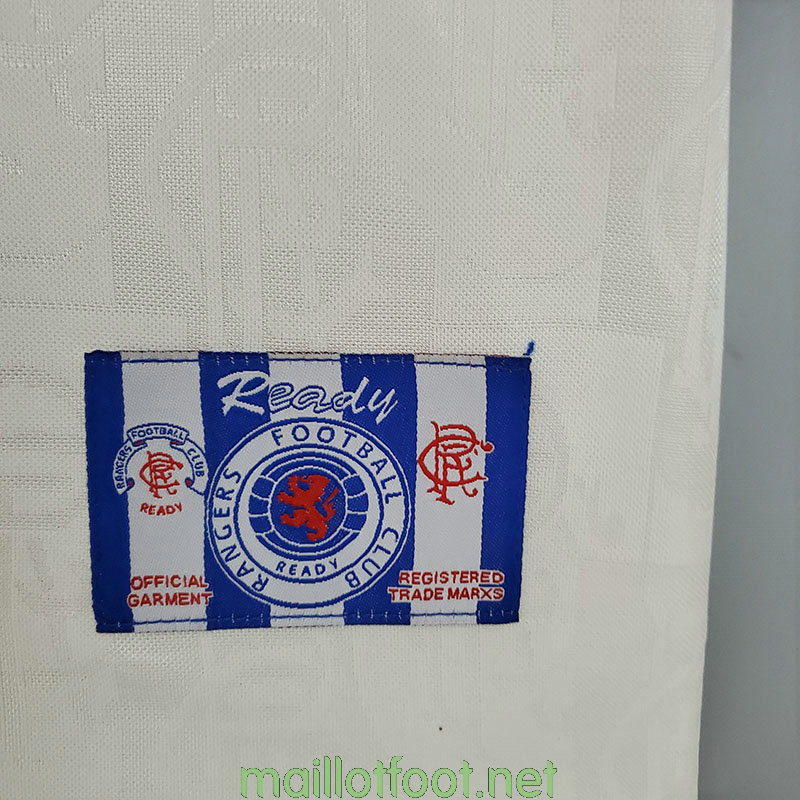 Ready
RANGERS FOOTBALL CLUB
READY
RANGERS FOOTBALL CLUB
READY
OFFICIAL
GARMENT
REGISTERED
TRADE MARXS
maillotfoot.net